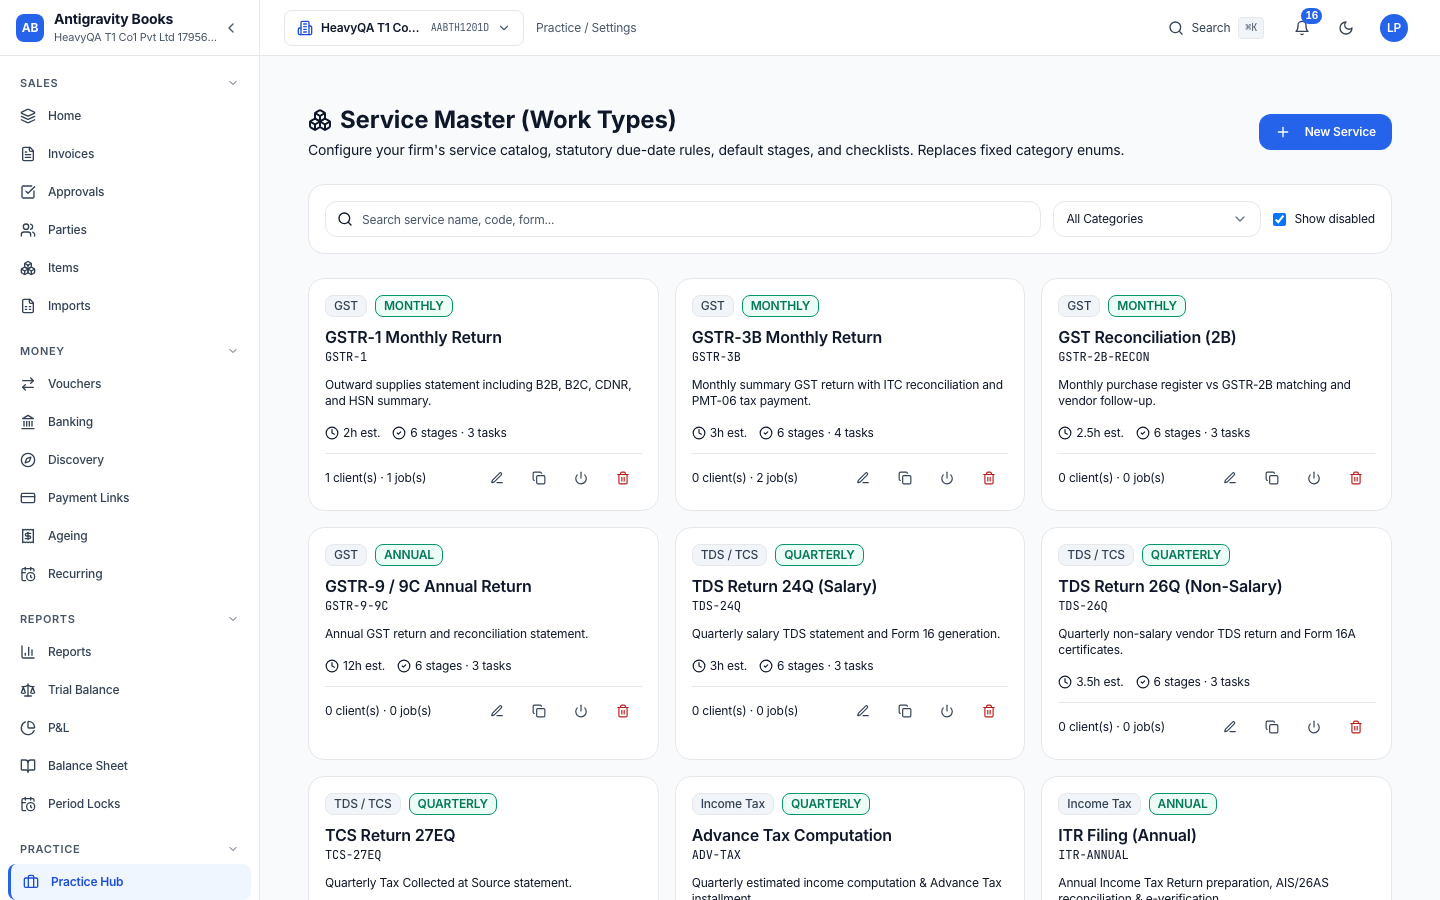 AB
Antigravity Books
HeavyQA T1 Co1 Pvt Ltd 17956...
HeavyQA T1 Co... AABTH1201D
Practice / Settings
Search ⌘K
16
LP
SALES
Home
Invoices
Approvals
Parties
Items
Imports
MONEY
Vouchers
Banking
Discovery
Payment Links
Ageing
Recurring
REPORTS
Reports
Trial Balance
P&L
Balance Sheet
Period Locks
PRACTICE
Practice Hub
Service Master (Work Types)
Configure your firm's service catalog, statutory due-date rules, default stages, and checklists. Replaces fixed category enums.
New Service
Search service name, code, form...
All Categories
Show disabled
GST MONTHLY
GSTR-1 Monthly Return
GSTR-1
Outward supplies statement including B2B, B2C, CDNR,
and HSN summary.
2h est. 6 stages · 3 tasks
1 client(s) · 1 job(s)
GST MONTHLY
GSTR-3B Monthly Return
GSTR-3B
Monthly summary GST return with ITC reconciliation and
PMT-06 tax payment.
3h est. 6 stages · 4 tasks
0 client(s) · 2 job(s)
GST MONTHLY
GST Reconciliation (2B)
GSTR-2B-RECON
Monthly purchase register vs GSTR-2B matching and
vendor follow-up.
2.5h est. 6 stages · 3 tasks
0 client(s) · 0 job(s)
GST ANNUAL
GSTR-9 / 9C Annual Return
GSTR-9-9C
Annual GST return and reconciliation statement.
12h est. 6 stages · 3 tasks
0 client(s) · 0 job(s)
TDS / TCS QUARTERLY
TDS Return 24Q (Salary)
TDS-24Q
Quarterly salary TDS statement and Form 16 generation.
3h est. 6 stages · 3 tasks
0 client(s) · 0 job(s)
TDS / TCS QUARTERLY
TDS Return 26Q (Non-Salary)
TDS-26Q
Quarterly non-salary vendor TDS return and Form 16A
certificates.
3.5h est. 6 stages · 3 tasks
0 client(s) · 0 job(s)
TDS / TCS QUARTERLY
TCS Return 27EQ
TCS-27EQ
Quarterly Tax Collected at Source statement.
Income Tax QUARTERLY
Advance Tax Computation
ADV-TAX
Quarterly estimated income computation & Advance Tax
installment
Income Tax ANNUAL
ITR Filing (Annual)
ITR-ANNUAL
Annual Income Tax Return preparation, AIS/26AS
reconciliation & e-verification